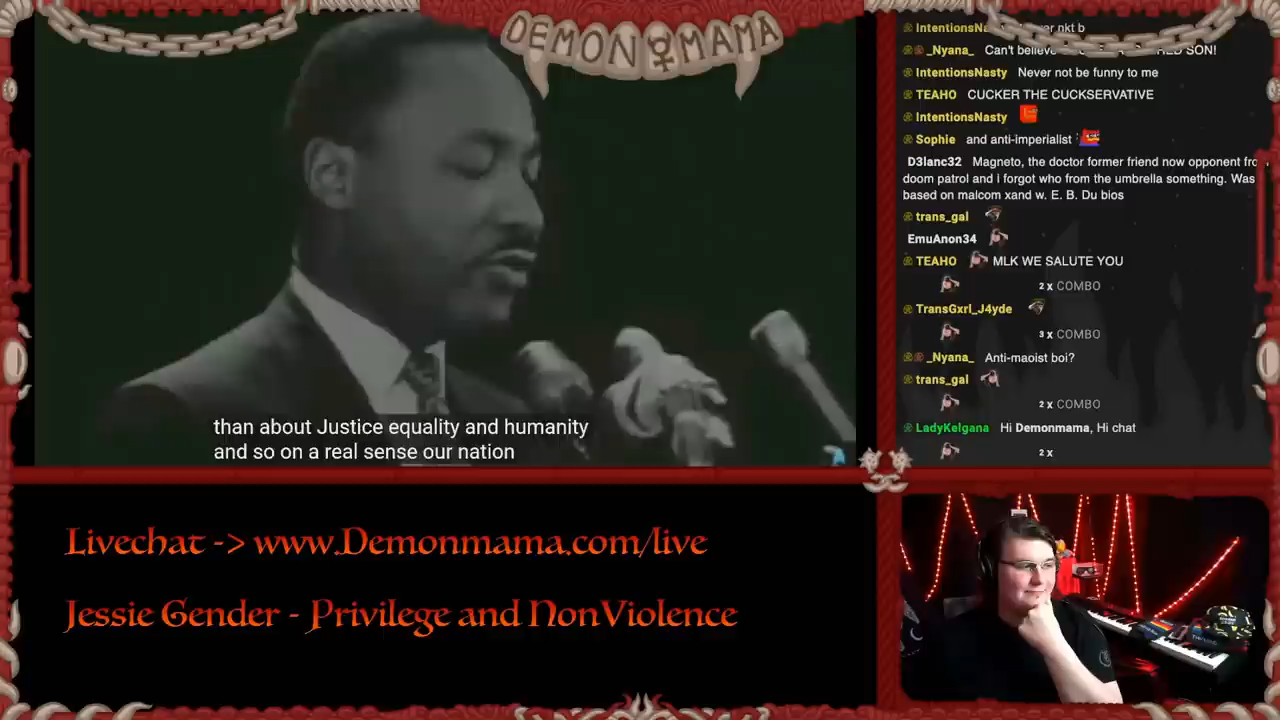 DEMON MAMA
than about Justice equality and humanity
and so on a real sense our nation
IntentionsNa
nkt b
_Nyana_ Can't believe SON!
IntentionsNasty Never not be funny to me
TEAHO CUCKER THE CUCKSERVATIVE
IntentionsNasty
Sophie and anti-imperialist
D3lanc32 Magneto, the doctor former friend now opponent fro
doom patrol and i forgot who from the umbrella something. Was
based on malcom xand w. E. B. Du bios
trans_gal
EmuAnon34
TEAHO MLK WE SALUTE YOU
2 x COMBO
TransGxrl_J4yde
3 x COMBO
_Nyana_ Anti-maoist boi?
trans_gal
2 x COMBO
LadyKelgana Hi Demonmama, Hi chat
2 x
Livechat -> www.Demonmama.com/live
Jessie Gender - Privilege and NonViolence